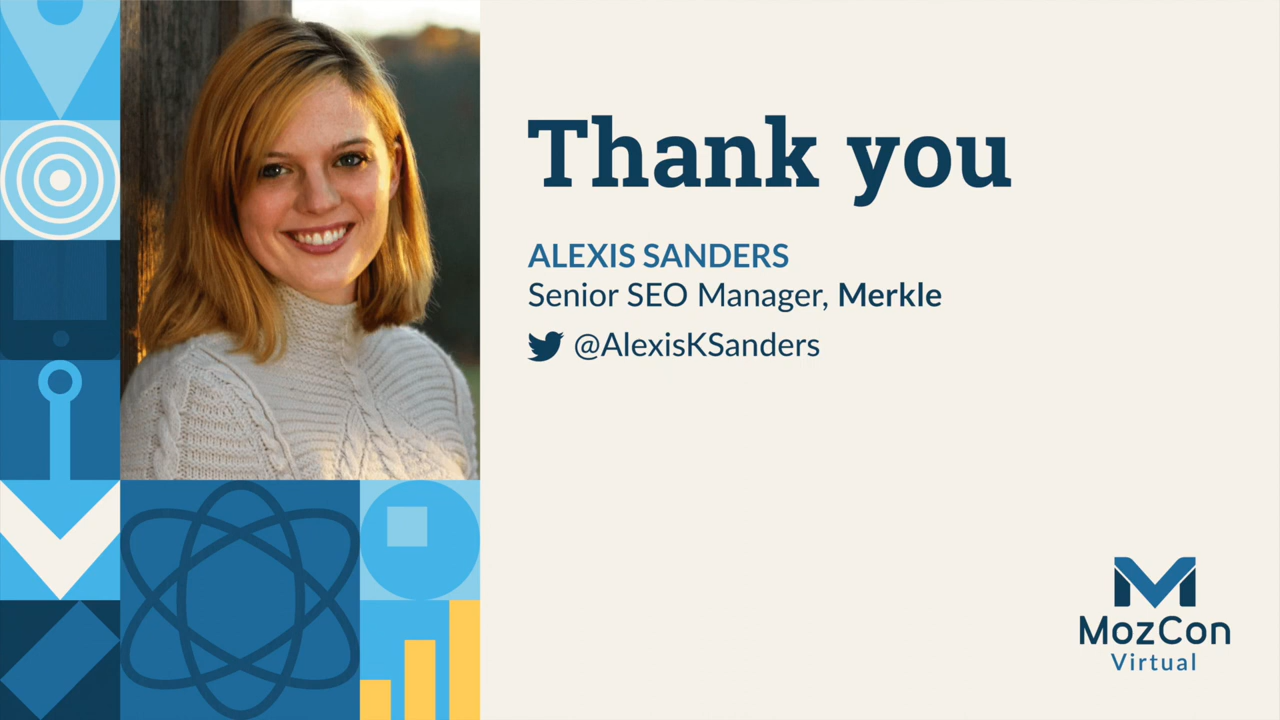 Thank you
ALEXIS SANDERS
Senior SEO Manager, Merkle
@AlexisKSanders
MozCon
Virtual